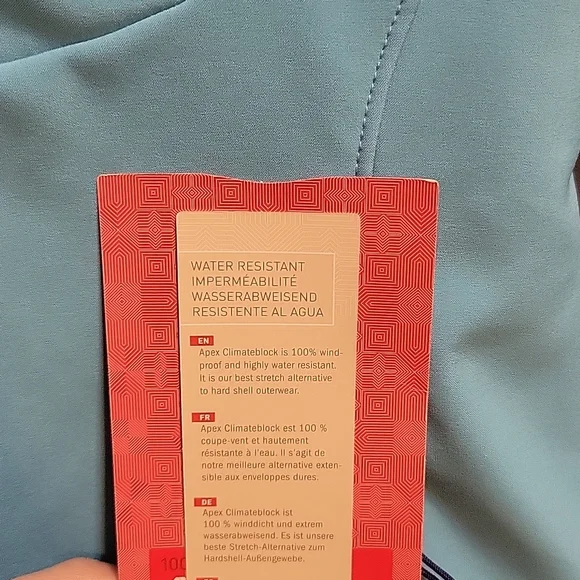 WATER RESISTANT
IMPERMÉABILITÉ
WASSERABWEISEND
RESISTENTE AL AGUA
EN
Apex Climateblock is 100% wind-
proof and highly water resistant.
It is our best stretch alternative
to hard shell outerwear.
FR
Apex Climateblock est 100 %
coupe-vent et hautement
résistante à l'eau. Il s'agit de
notre meilleure alternative exten-
sible aux enveloppes dures.
DE
Apex Climateblock ist
100 % winddicht und extrem
wasserabweisend. Es ist unsere
beste Stretch-Alternative zum
Hardshell-Außengewebe.
100